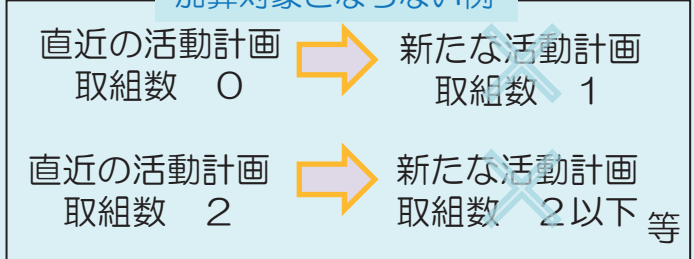 加算対象とならない例
直近の活動計画
取組数　０
新たな活動計画
取組数　１
直近の活動計画
取組数　２
新たな活動計画
取組数　２以下 等